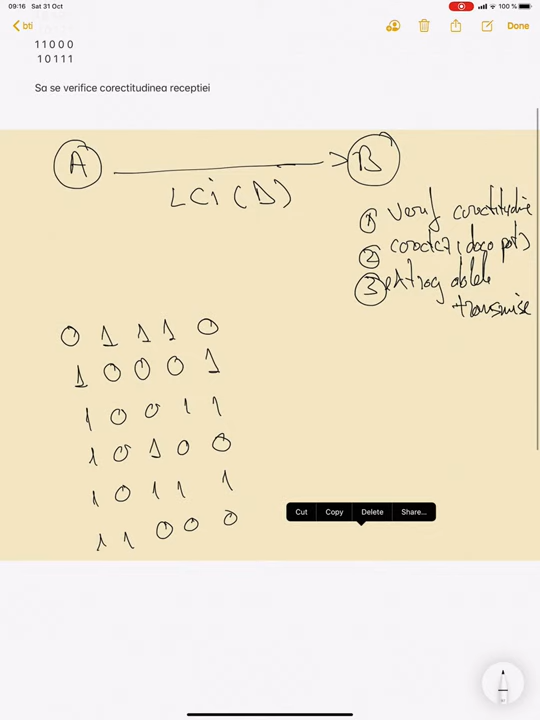 09:16 Sat 31 Oct
100 %
bti
Done
11000
10111
Sa se verifice corectitudinea receptiei
A
B
LCi (D)
① Verif corectitudine
② corectez (daca pot)
③ extrag datele
transmise
0 1 1 1 0
1 0 0 0 1
1 0 0 1 1
1 0 1 0 0
1 0 1 1 1
1 1 0 0 0
Cut Copy Delete Share...